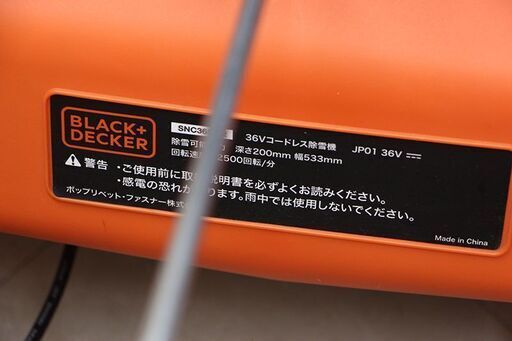 BLACK+
DECKER
SNC36 36Vコードレス除雪機 JP01 36V
除雪可能 深さ200mm 幅533mm
回転速 2500回転/分
警告 ・ご使用前に取 説明書を必ずよくお読みください。
・感電の恐れか ます。雨中では使用しないでください。
ポップリベット・ファスナー株式
Made in China